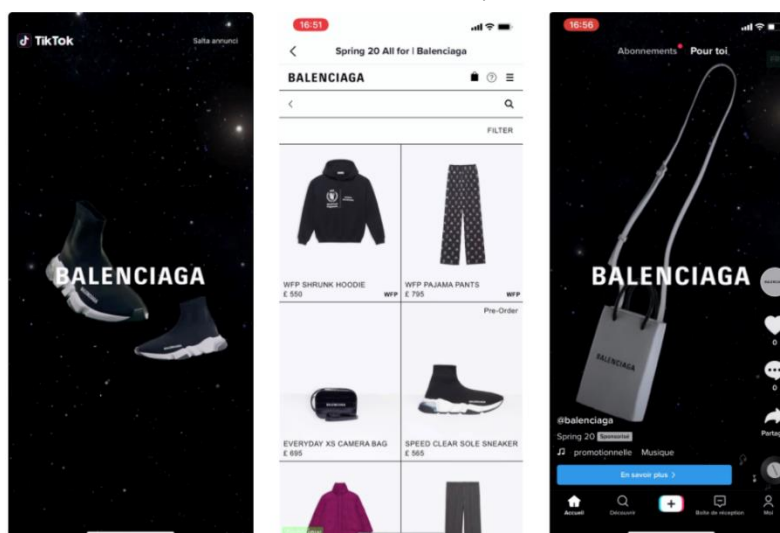 TikTok
Salta annunci
BALENCIAGA
16:51
Spring 20 All for | Balenciaga
BALENCIAGA
FILTER
WFP SHRUNK HOODIE
£ 550 WFP
WFP PAJAMA PANTS
£ 795 WFP
Pre-Order
EVERYDAY XS CAMERA BAG
£ 695
SPEED CLEAR SOLE SNEAKER
£ 565
16:56
Abonnements Pour toi
BALENCIAGA
BALENCIAGA
0
0
Partag
@balenciaga
Spring 20 Sponsorisé
promotionnelle Musique
En savoir plus >
Accueil
Découvrir
Boîte de réception
Moi